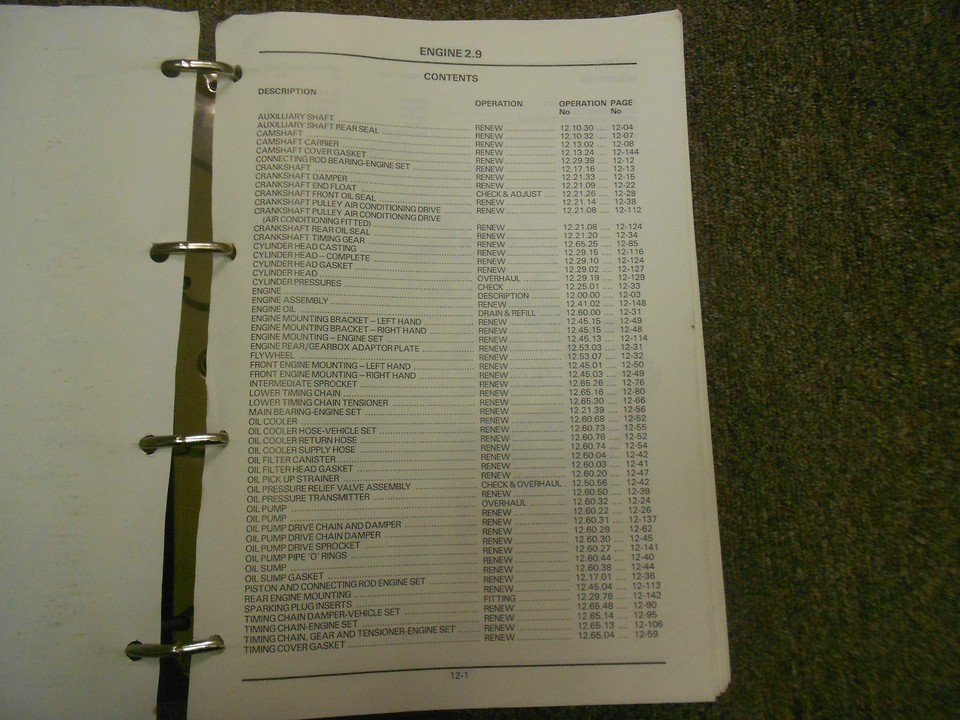 ENGINE 2.9
CONTENTS
DESCRIPTION OPERATION OPERATION No PAGE No
AUXILLIARY SHAFT RENEW 12.10.30 12-04
AUXILLIARY SHAFT REAR SEAL RENEW 12.10.32 12-07
CAMSHAFT RENEW 12.13.02 12-08
CAMSHAFT CARRIER RENEW 12.13.24 12-144
CAMSHAFT COVER GASKET RENEW 12.29.39 12-12
CONNECTING ROD BEARING-ENGINE SET RENEW 12.17.16 12-13
CRANKSHAFT RENEW 12.21.33 12-15
CRANKSHAFT DAMPER RENEW 12.21.09 12-22
CRANKSHAFT END FLOAT CHECK & ADJUST 12.21.26 12-28
CRANKSHAFT FRONT OIL SEAL RENEW 12.21.14 12-38
CRANKSHAFT PULLEY AIR CONDITIONING DRIVE RENEW 12.21.08 12-112
CRANKSHAFT PULLEY AIR CONDITIONING DRIVE
(AIR CONDITIONING FITTED) RENEW 12.21.08 12-124
CRANKSHAFT REAR OIL SEAL RENEW 12.21.20 12-34
CRANKSHAFT TIMING GEAR RENEW 12.65.25 12-85
CYLINDER HEAD CASTING RENEW 12.29.15 12-116
CYLINDER HEAD – COMPLETE RENEW 12.29.10 12-124
CYLINDER HEAD GASKET RENEW 12.29.02 12-127
CYLINDER HEAD OVERHAUL 12.29.19 12-129
CYLINDER PRESSURES CHECK 12.25.01 12-33
ENGINE DESCRIPTION 12.00.00 12-03
ENGINE ASSEMBLY RENEW 12.41.02 12-148
ENGINE OIL DRAIN & REFILL 12.60.00 12-31
ENGINE MOUNTING BRACKET – LEFT HAND RENEW 12.45.15 12-49
ENGINE MOUNTING BRACKET – RIGHT HAND RENEW 12.45.15 12-48
ENGINE MOUNTING – ENGINE SET RENEW 12.45.13 12-114
ENGINE REAR/GEARBOX ADAPTOR PLATE RENEW 12.53.03 12-31
FLYWHEEL RENEW 12.53.07 12-32
FRONT ENGINE MOUNTING – LEFT HAND RENEW 12.45.01 12-50
FRONT ENGINE MOUNTING – RIGHT HAND RENEW 12.45.03 12-49
INTERMEDIATE SPROCKET RENEW 12.65.26 12-76
LOWER TIMING CHAIN RENEW 12.65.16 12-80
LOWER TIMING CHAIN TENSIONER RENEW 12.65.30 12-66
MAIN BEARING-ENGINE SET RENEW 12.21.39 12-56
OIL COOLER RENEW 12.60.68 12-52
OIL COOLER HOSE-VEHICLE SET RENEW 12.60.73 12-55
OIL COOLER RETURN HOSE RENEW 12.60.76 12-52
OIL COOLER SUPPLY HOSE RENEW 12.60.74 12-54
OIL FILTER CANISTER RENEW 12.60.04 12-42
OIL FILTER HEAD GASKET RENEW 12.60.03 12-41
OIL PICK UP STRAINER RENEW 12.60.20 12-47
OIL PRESSURE RELIEF VALVE ASSEMBLY CHECK & OVERHAUL 12.50.56 12-42
OIL PRESSURE TRANSMITTER RENEW 12.60.50 12-39
OIL PUMP OVERHAUL 12.60.32 12-24
OIL PUMP RENEW 12.60.22 12-26
OIL PUMP DRIVE CHAIN AND DAMPER RENEW 12.60.31 12-137
OIL PUMP DRIVE CHAIN DAMPER RENEW 12.60.29 12-62
OIL PUMP DRIVE SPROCKET RENEW 12.60.30 12-45
OIL PUMP PIPE 'O' RINGS RENEW 12.60.27 12-141
OIL SUMP RENEW 12.60.44 12-40
OIL SUMP GASKET RENEW 12.60.38 12-44
PISTON AND CONNECTING ROD ENGINE SET RENEW 12.17.01 12-36
REAR ENGINE MOUNTING RENEW 12.45.04 12-113
SPARKING PLUG INSERTS FITTING 12.29.78 12-142
TIMING CHAIN DAMPER-VEHICLE SET RENEW 12.65.48 12-90
TIMING CHAIN-ENGINE SET RENEW 12.65.14 12-95
TIMING CHAIN, GEAR AND TENSIONER-ENGINE SET RENEW 12.65.13 12-106
TIMING COVER GASKET RENEW 12.65.04 12-59
12-1